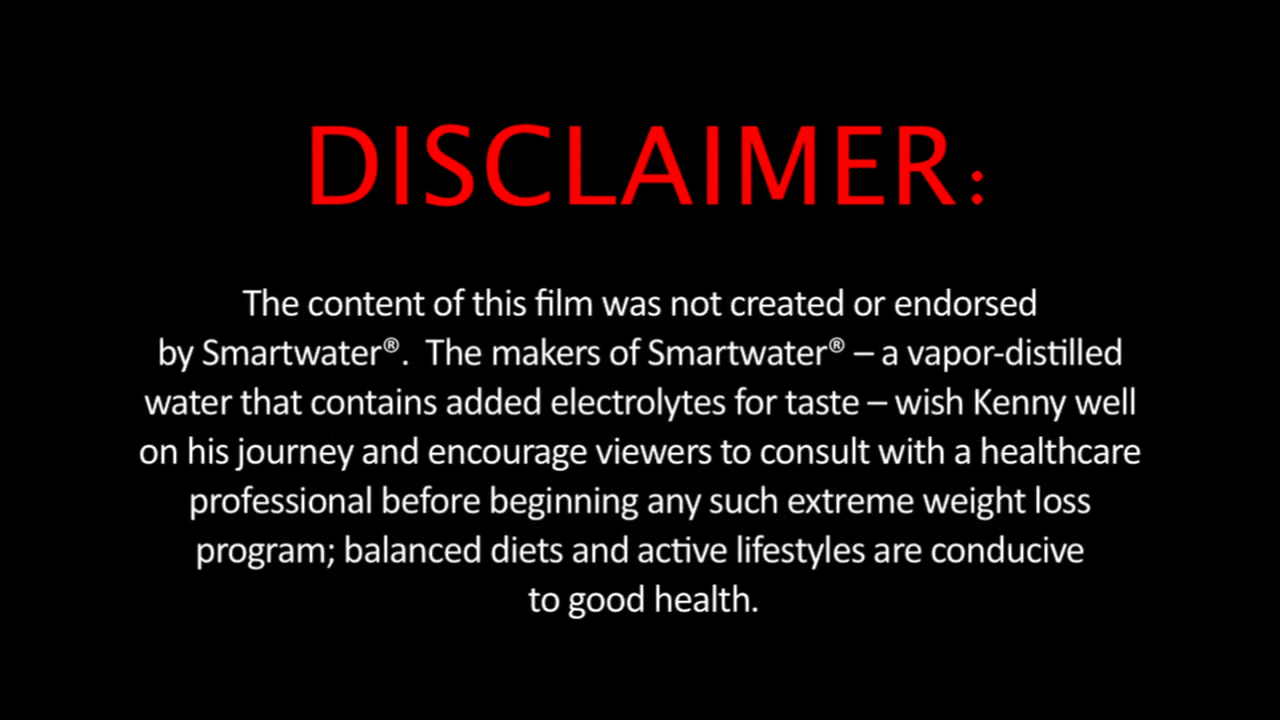 DISCLAIMER:
The content of this film was not created or endorsed
by Smartwater®.  The makers of Smartwater® – a vapor-distilled
water that contains added electrolytes for taste – wish Kenny well
on his journey and encourage viewers to consult with a healthcare
professional before beginning any such extreme weight loss
program; balanced diets and active lifestyles are conducive
to good health.